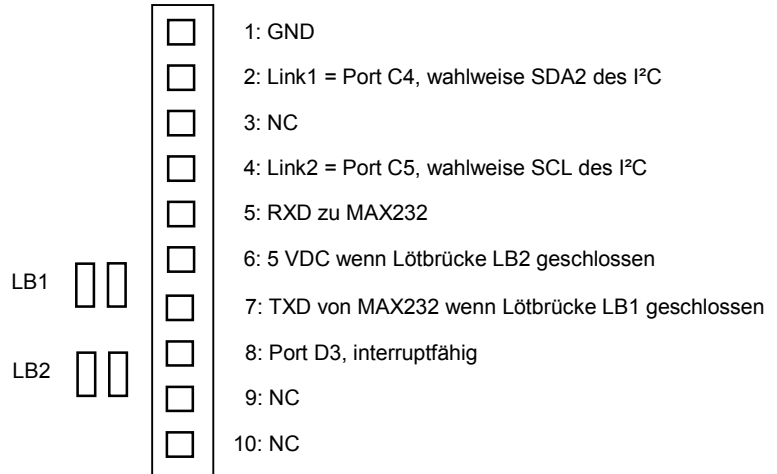 1: GND
2: Link1 = Port C4, wahlweise SDA2 des I²C
3: NC
4: Link2 = Port C5, wahlweise SCL des I²C
5: RXD zu MAX232
6: 5 VDC wenn Lötbrücke LB2 geschlossen
LB1
7: TXD von MAX232 wenn Lötbrücke LB1 geschlossen
8: Port D3, interruptfähig
LB2
9: NC
10: NC